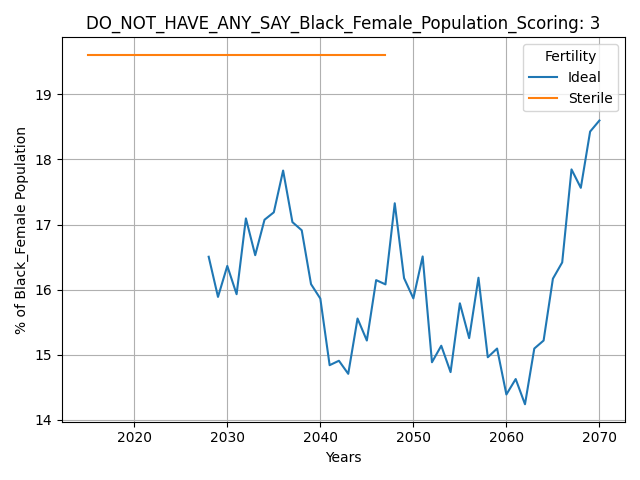 DO_NOT_HAVE_ANY_SAY_Black_Female_Population_Scoring: 3
Fertility
Ideal
Sterile
% of Black_Female Population
19
18
17
16
15
14
2020
2030
2040
2050
2060
2070
Years